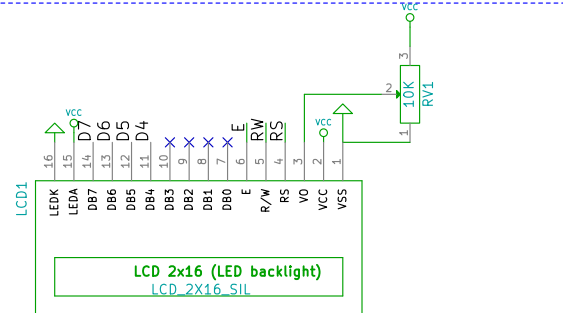 VCC
3
2
10K
RV1
1
VCC
D7
D6
D5
D4
E
RW
RS
VCC
16
15
14
13
12
11
10
9
8
7
6
5
4
3
2
1
LCD1
LEDK
LEDA
DB7
DB6
DB5
DB4
DB3
DB2
DB1
DB0
E
R/W
RS
VO
VCC
VSS
LCD 2x16 (LED backlight)
LCD_2X16_SIL